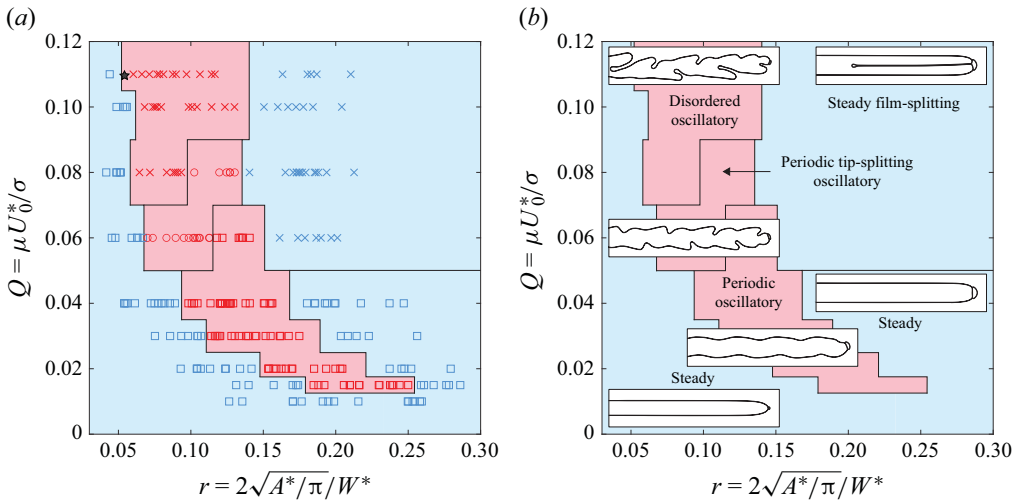 (a)
0.12
0.10
0.08
0.06
0.04
0.02
0
Q = μU₀*/σ
0.05 0.10 0.15 0.20 0.25 0.30
r = 2√A*/π/W*
(b)
0.12
0.10
0.08
0.06
0.04
0.02
0
Q = μU₀*/σ
Disordered
oscillatory
Steady film-splitting
Periodic tip-splitting
oscillatory
Periodic
oscillatory
Steady
Steady
0.05 0.10 0.15 0.20 0.25 0.30
r = 2√A*/π/W*